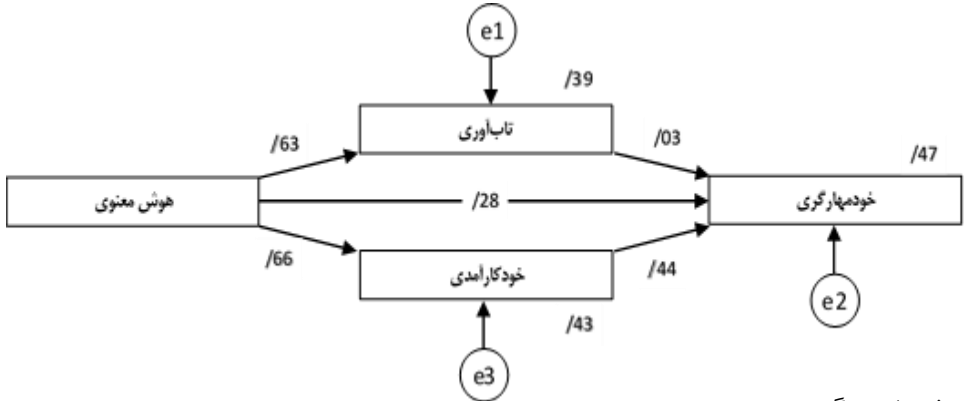 e1
/39
تاب‌آوری
/63
/03
/47
هوش معنوی
/28
خودمهارگری
/66
خودکارآمدی
/44
/43
e2
e3